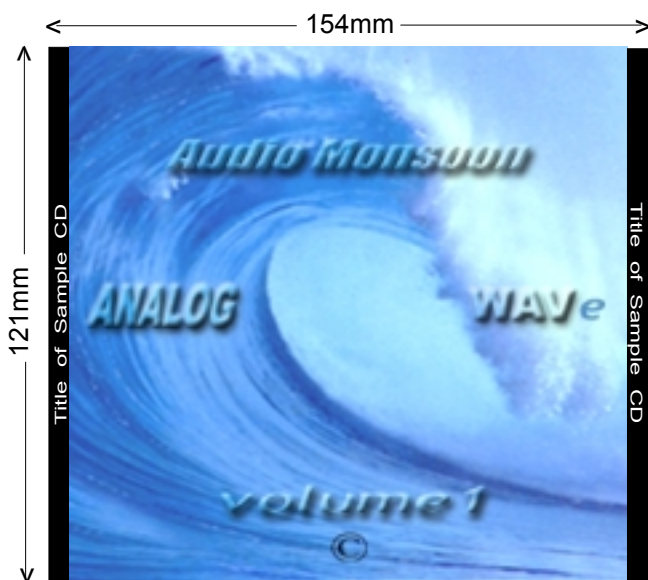 154mm
121mm
Title of Sample CD
Audio Monsoon
ANALOG WAVe
volume 1
©
Title of Sample CD